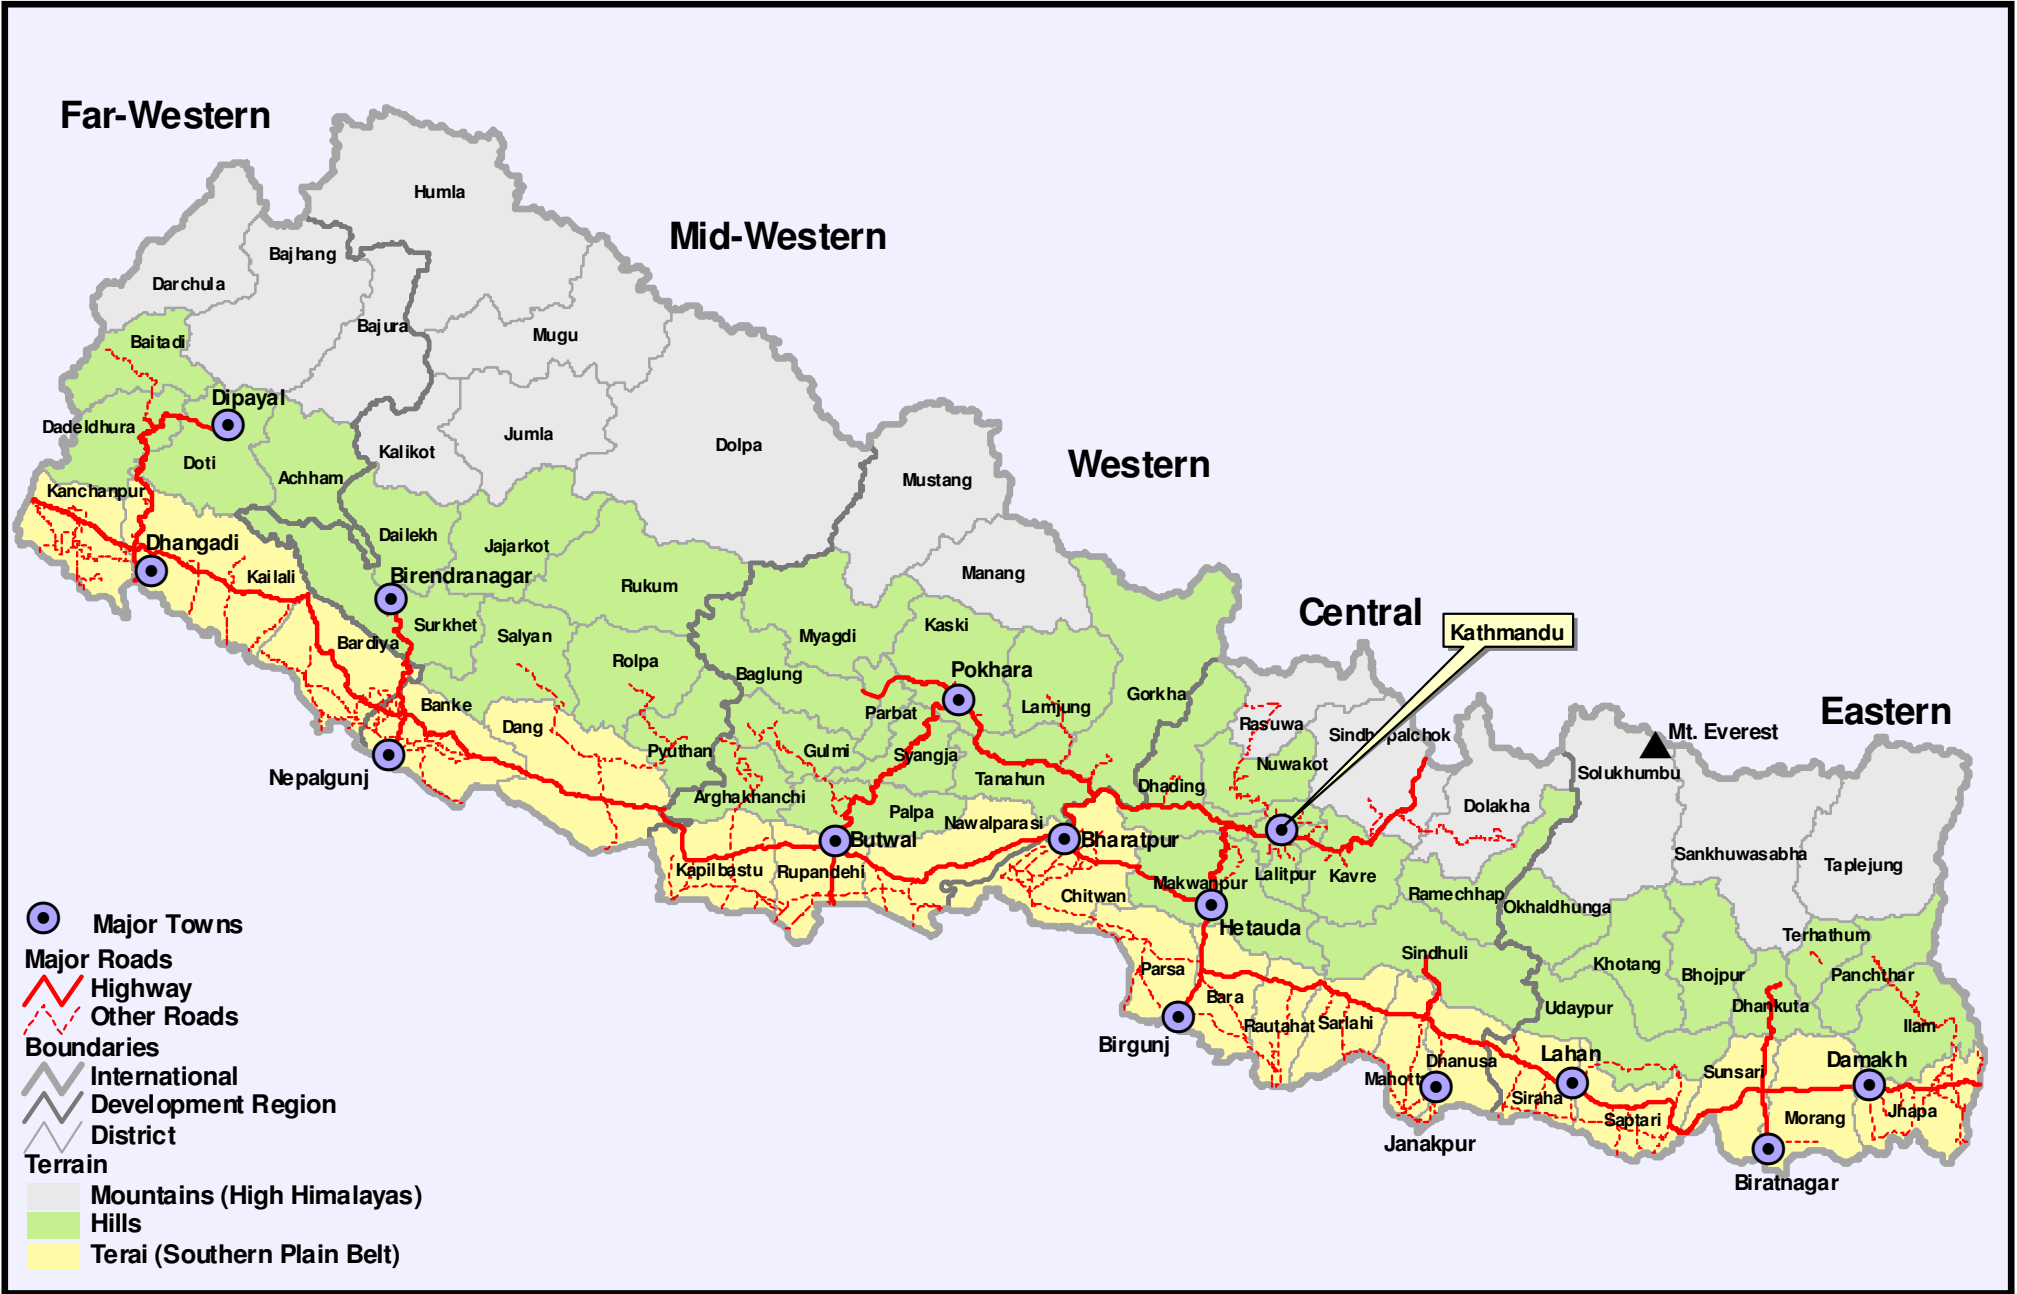 Far-Western
Humla
Mid-Western
Bajhang
Darchula
Bajura
Mugu
Baitadi
Dipayal
Dadeldhura
Jumla
Dolpa
Kalikot
Doti
Achham
Western
Mustang
Kanchanpur
Dailekh
Jajarkot
Dhangadi
Kailali
Birendranagar
Rukum
Manang
Central
Kathmandu
Surkhet
Salyan
Bardiya
Rolpa
Myagdi
Kaski
Baglung
Pokhara
Gorkha
Banke
Dang
Parbat
Lamjung
Rasuwa
Sindhupalchok
Eastern
Mt. Everest
Nepalgunj
Pyuthan
Gulmi
Syangja
Tanahun
Nuwakot
Solukhumbu
Dhading
Arghakhanchi
Palpa
Nawalparasi
Dolakha
Butwal
Bharatpur
Sankhuwasabha
Taplejung
Kapilbastu
Rupandehi
Makwanpur
Lalitpur
Kavre
Chitwan
Ramechhap
Okhaldhunga
Hetauda
Terhathum
Sindhuli
Khotang
Bhojpur
Panchthar
Parsa
Bara
Udaypur
Dhankuta
Rautahat
Sarlahi
Ilam
Birgunj
Lahan
Damakh
Dhanusa
Mahott
Siraha
Sunsari
Saptari
Morang
Jhapa
Janakpur
Biratnagar
Major Towns
Major Roads
Highway
Other Roads
Boundaries
International
Development Region
District
Terrain
Mountains (High Himalayas)
Hills
Terai (Southern Plain Belt)